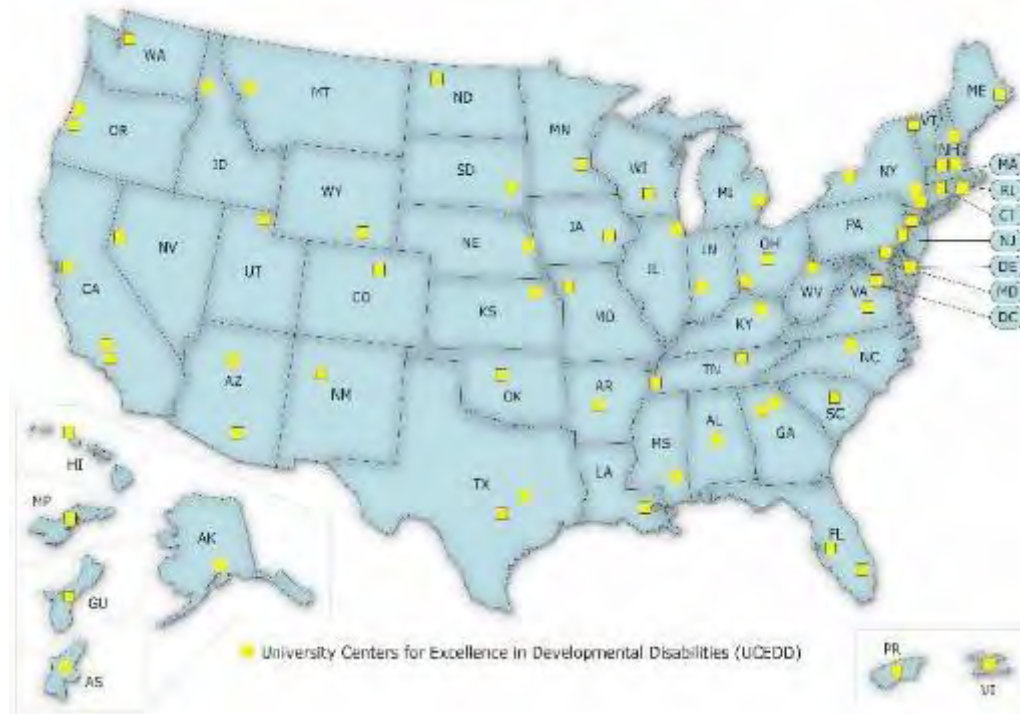 WA
MT
ND
MN
ME
VT
OR
ID
SD
WI
MI
NY
NH
MA
WY
RI
CT
IA
NE
PA
NJ
NV
UT
CO
IL
IN
OH
DE
CA
KS
MO
WV
VA
MD
KY
DC
AZ
NM
OK
AR
TN
NC
MS
AL
GA
SC
TX
LA
HI
MP
AK
FL
GU
AS
University Centers for Excellence in Developmental Disabilities (UCEDD)
PR
VI